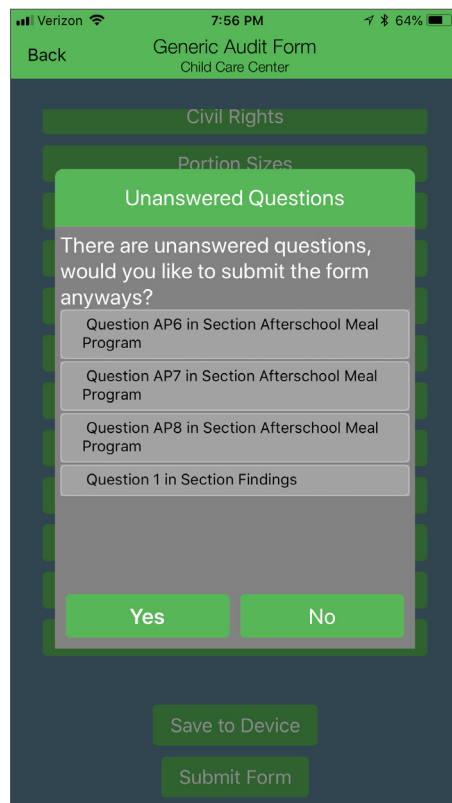 Verizon 7:56 PM 64%
Back Generic Audit Form
Child Care Center
Civil Rights
Portion Sizes
Unanswered Questions
There are unanswered questions,
would you like to submit the form
anyways?
Question AP6 in Section Afterschool Meal
Program
Question AP7 in Section Afterschool Meal
Program
Question AP8 in Section Afterschool Meal
Program
Question 1 in Section Findings
Yes No
Save to Device
Submit Form